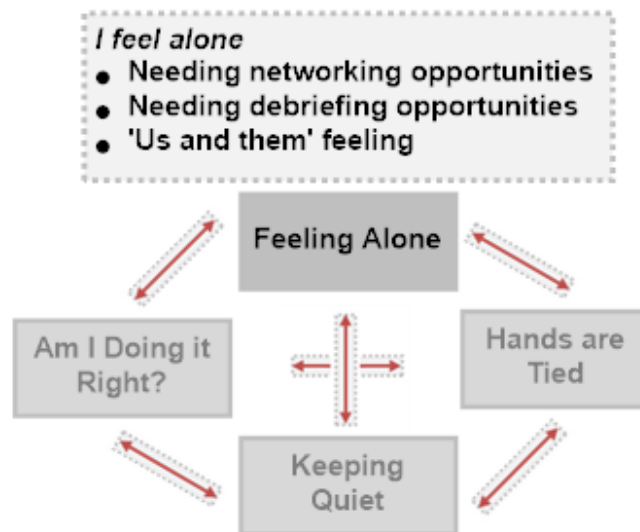 I feel alone
● Needing networking opportunities
● Needing debriefing opportunities
● 'Us and them' feeling
Feeling Alone
Am I Doing it
Right?
Hands are
Tied
Keeping
Quiet